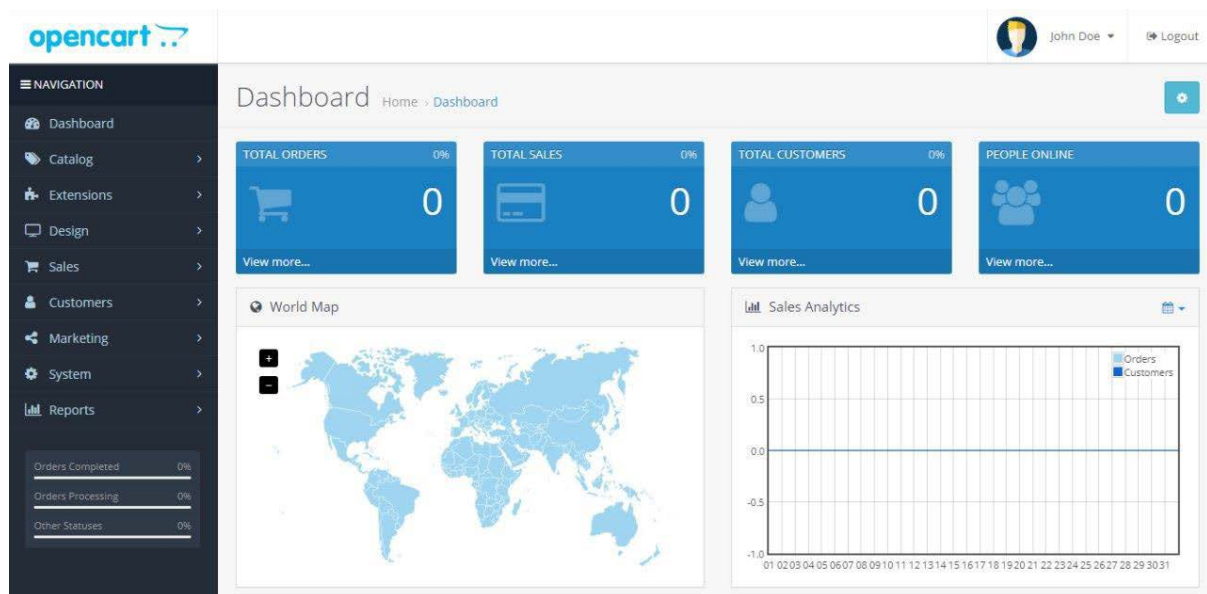 opencart
John Doe
Logout
NAVIGATION
Dashboard
Catalog
Extensions
Design
Sales
Customers
Marketing
System
Reports
Orders Completed 0%
Orders Processing 0%
Other Statuses 0%
Dashboard Home › Dashboard
TOTAL ORDERS 0%
0
View more...
TOTAL SALES 0%
0
View more...
TOTAL CUSTOMERS 0%
0
View more...
PEOPLE ONLINE
0
View more...
World Map
+
-
Sales Analytics
Orders
Customers
1.0
0.5
0.0
-0.5
-1.0
01 02 03 04 05 06 07 08 09 10 11 12 13 14 15 16 17 18 19 20 21 22 23 24 25 26 27 28 29 30 31